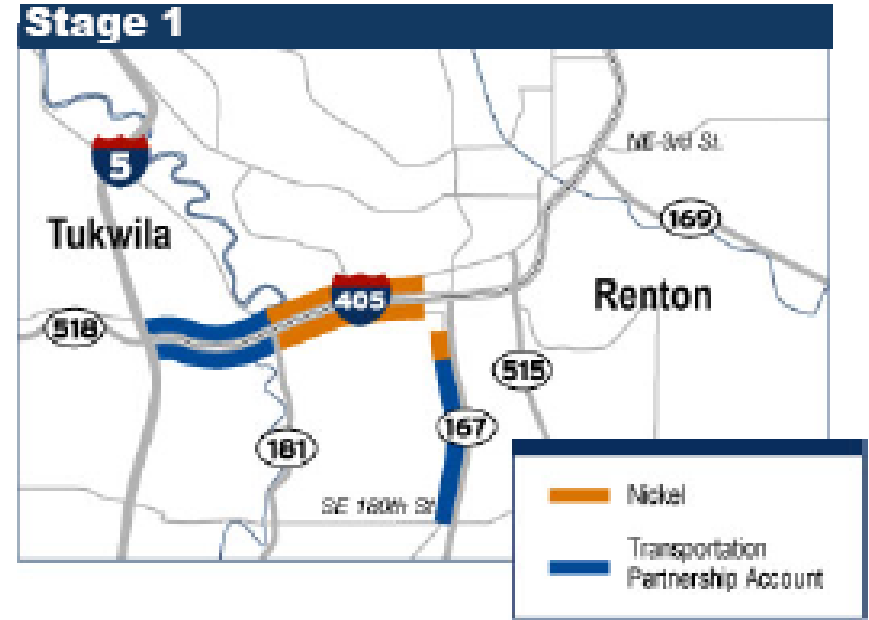 Stage 1
NE 3rd St.
5
169
Tukwila
405
Renton
518
515
167
181
SE 180th St.
Nickel
Transportation
Partnership Account